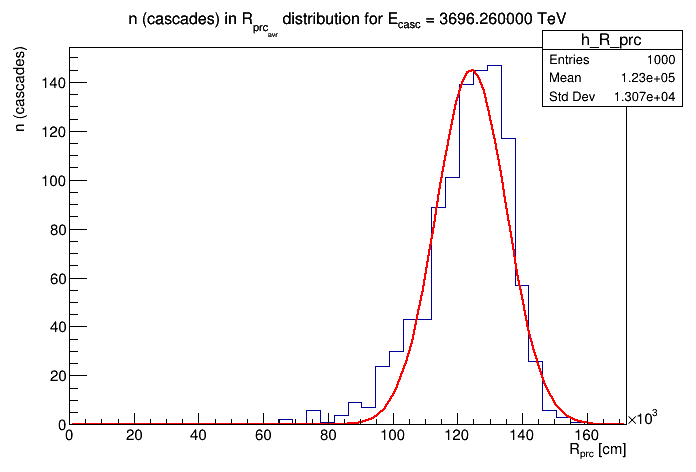 n (cascades) in R_prc_awr distribution for E_casc = 3696.260000 TeV
h_R_prc
Entries 1000
Mean 1.23e+05
Std Dev 1.307e+04
n (cascades)
140
120
100
80
60
40
20
0
0 20 40 60 80 100 120 140 160
×10³
R_prc [cm]